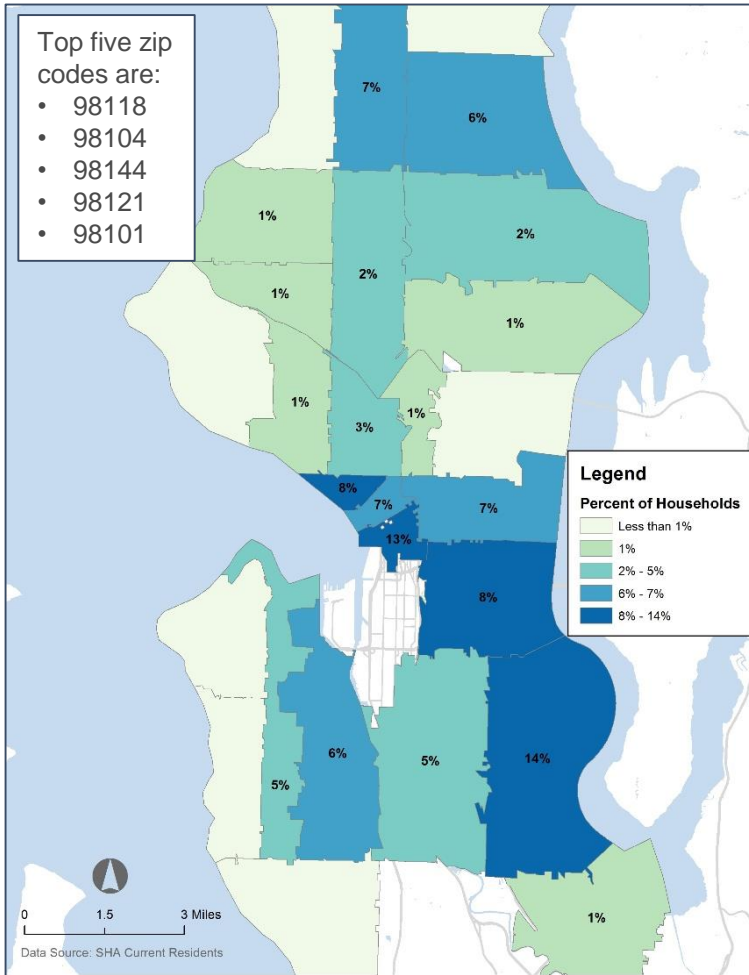 Top five zip
codes are:
• 98118
• 98104
• 98144
• 98121
• 98101
7%
6%
1%
2%
2%
1%
1%
1%
1%
3%
8%
7%
7%
13%
8%
6%
5%
14%
5%
1%
Legend
Percent of Households
Less than 1%
1%
2% - 5%
6% - 7%
8% - 14%
0 1.5 3 Miles
Data Source: SHA Current Residents